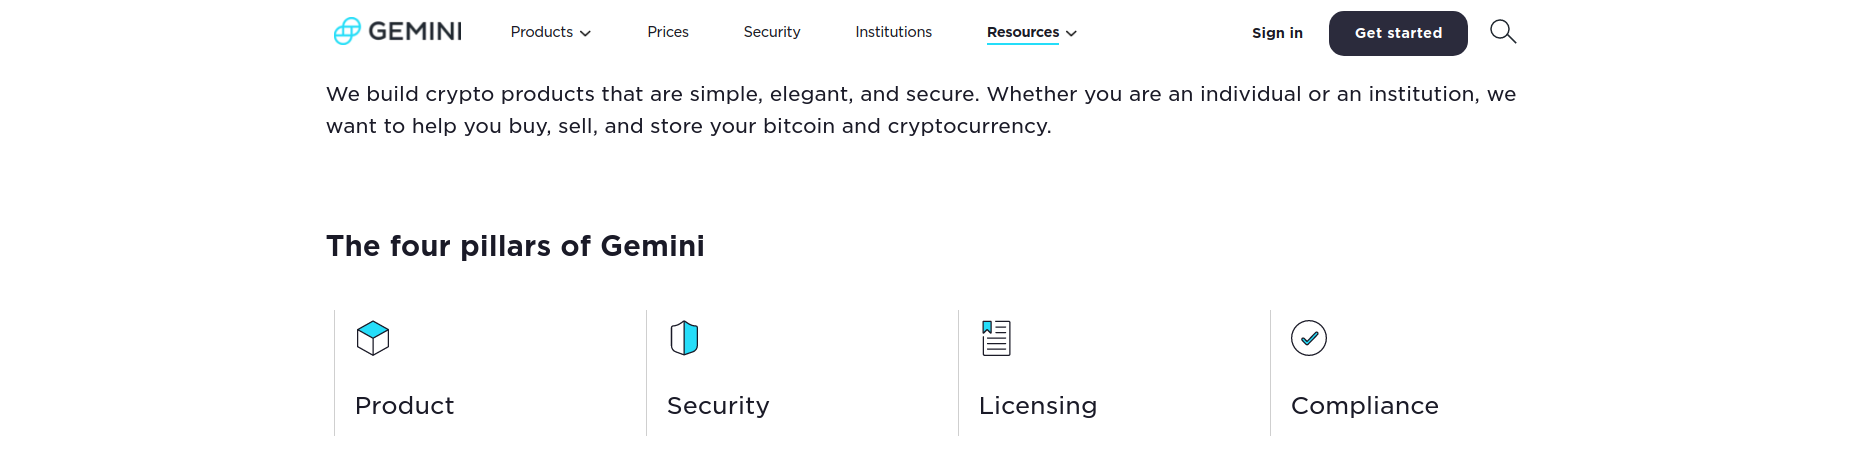 GEMINI Products Prices Security Institutions Resources Sign in Get started
We build crypto products that are simple, elegant, and secure. Whether you are an individual or an institution, we
want to help you buy, sell, and store your bitcoin and cryptocurrency.
The four pillars of Gemini
Product Security Licensing Compliance